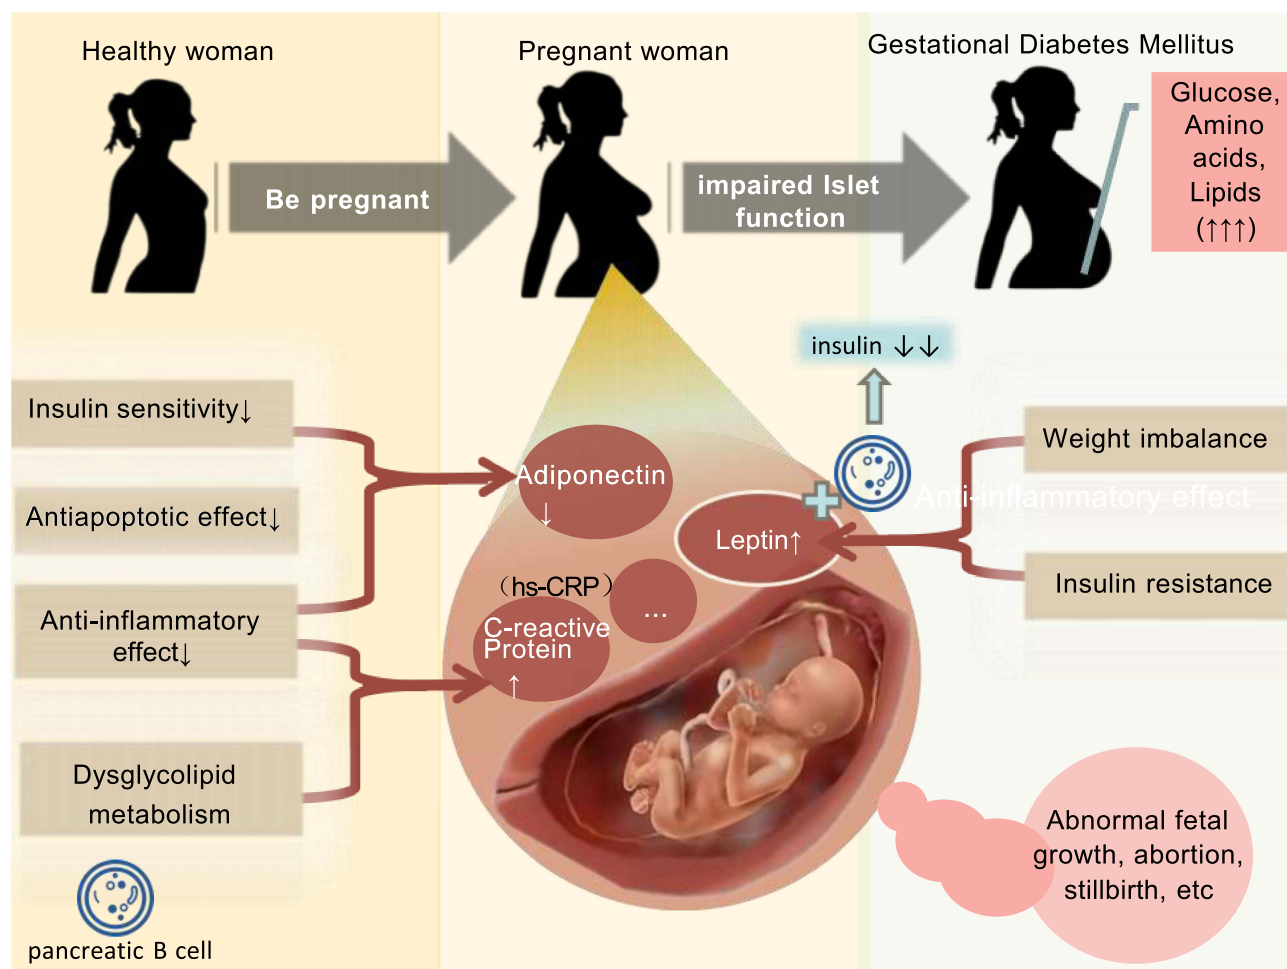 Healthy woman
Pregnant woman
Gestational Diabetes Mellitus
Be pregnant
impaired Islet
function
Glucose,
Amino
acids,
Lipids
(↑↑↑)
insulin ↓↓
Insulin sensitivity↓
Antiapoptotic effect↓
Anti-inflammatory
effect↓
Dysglycolipid
metabolism
pancreatic B cell
Adiponectin
↓
Leptin↑
(hs-CRP)
...
C-reactive
Protein
↑
Weight imbalance
Anti-inflammatory effect
Insulin resistance
Abnormal fetal
growth, abortion,
stillbirth, etc